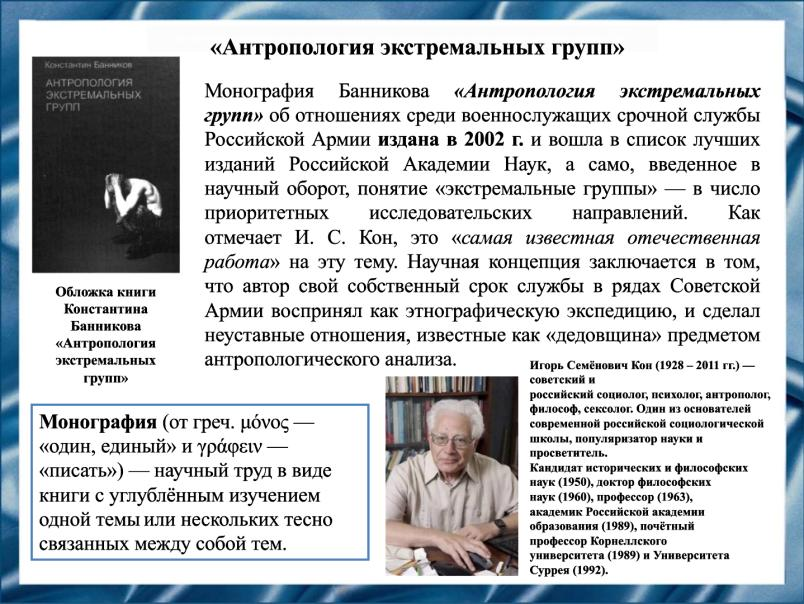 «Антропология экстремальных групп»
Константин Банников
АНТРОПОЛОГИЯ
ЭКСТРЕМАЛЬНЫХ
ГРУПП
Монография Банникова «Антропология экстремальных
групп» об отношениях среди военнослужащих срочной службы
Российской Армии издана в 2002 г. и вошла в список лучших
изданий Российской Академии Наук, а само, введенное в
научный оборот, понятие «экстремальные группы» — в число
приоритетных исследовательских направлений. Как
отмечает И. С. Кон, это «самая известная отечественная
работа» на эту тему. Научная концепция заключается в том,
что автор свой собственный срок службы в рядах Советской
Армии воспринял как этнографическую экспедицию, и сделал
неуставные отношения, известные как «дедовщина» предметом
антропологического анализа.
Обложка книги
Константина
Банникова
«Антропология
экстремальных
групп»
Монография (от греч. μόνος —
«один, единый» и γράφειν —
«писать») — научный труд в виде
книги с углублённым изучением
одной темы или нескольких тесно
связанных между собой тем.
Игорь Семёнович Кон (1928 – 2011 гг.) —
советский и
российский социолог, психолог, антрополог,
философ, сексолог. Один из основателей
современной российской социологической
школы, популяризатор науки и
просветитель.
Кандидат исторических и философских
наук (1950), доктор философских
наук (1960), профессор (1963),
академик Российской академии
образования (1989), почётный
профессор Корнеллского
университета (1989) и Университета
Суррея (1992).